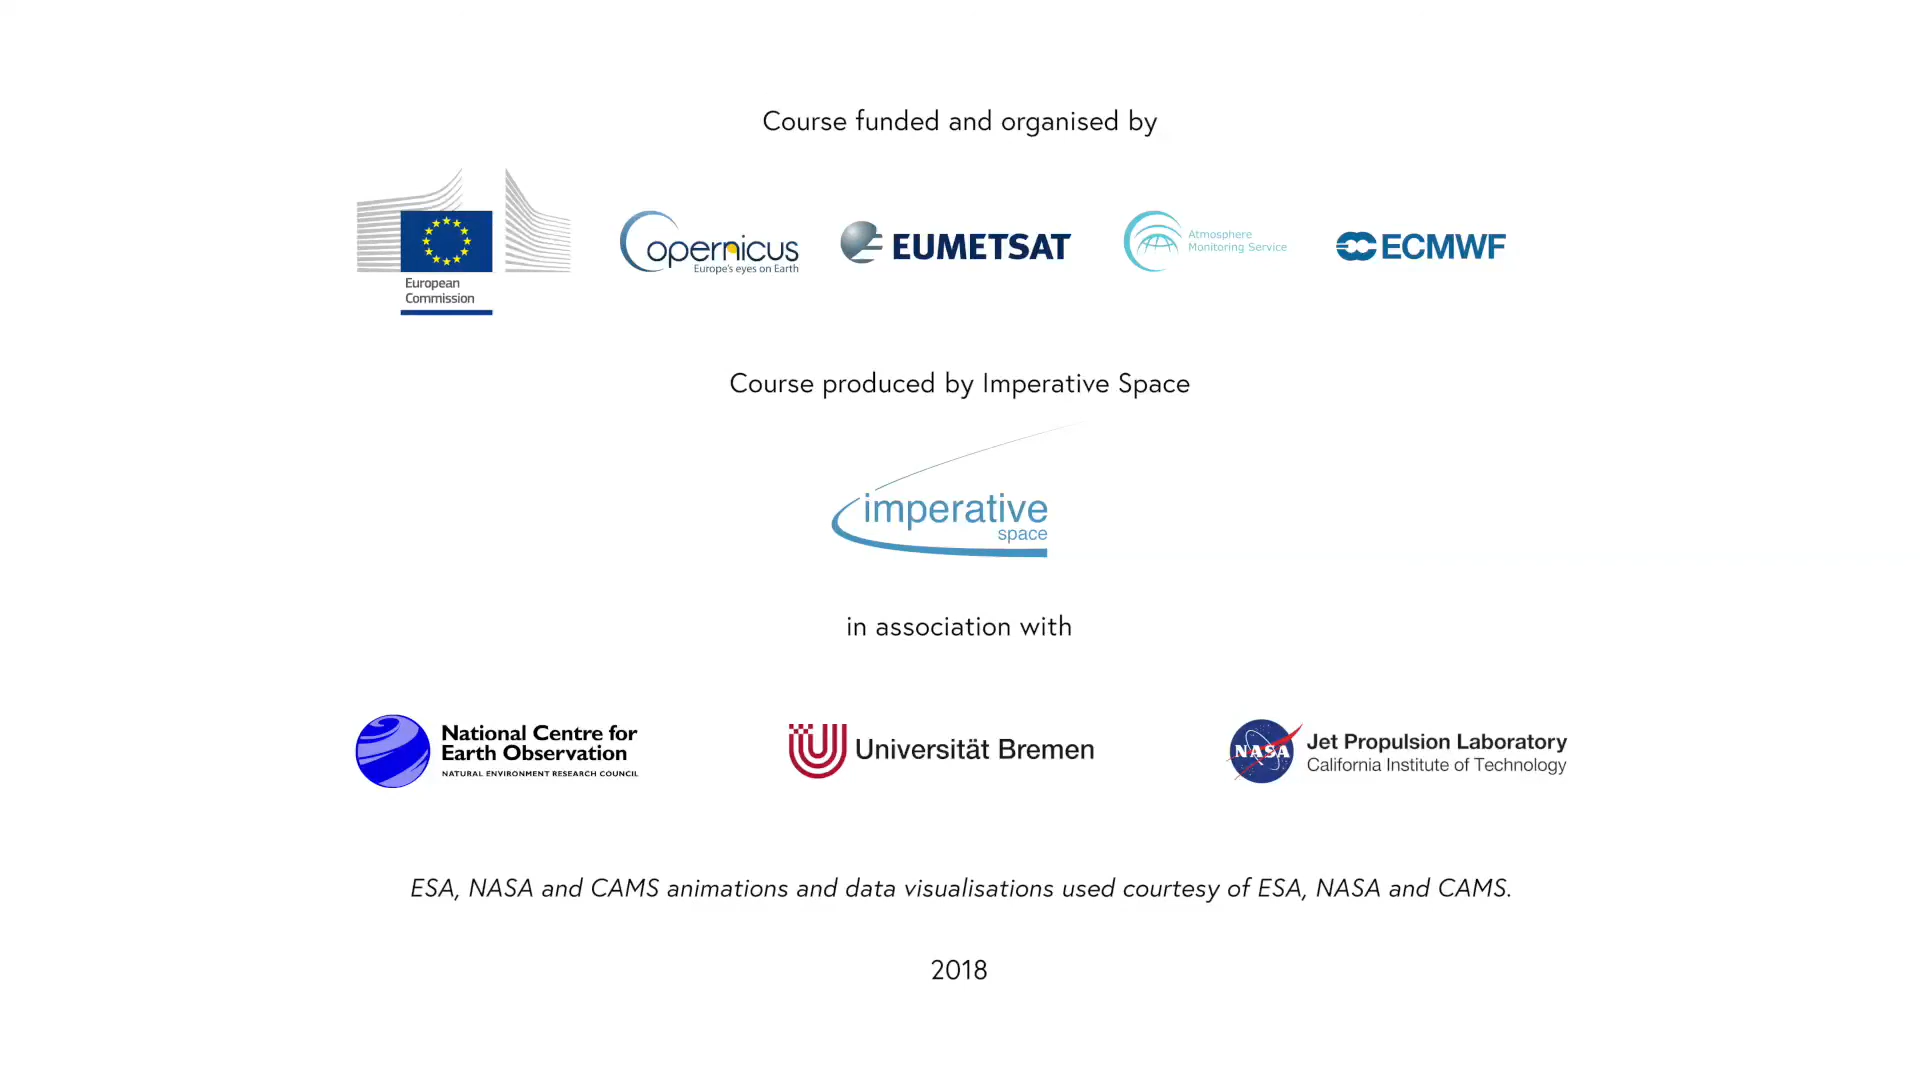 Course funded and organised by
European
Commission
Copernicus
Europe's eyes on Earth
EUMETSAT
Atmosphere
Monitoring Service
ECMWF
Course produced by Imperative Space
imperative
space
in association with
National Centre for
Earth Observation
NATURAL ENVIRONMENT RESEARCH COUNCIL
Universität Bremen
NASA
Jet Propulsion Laboratory
California Institute of Technology
ESA, NASA and CAMS animations and data visualisations used courtesy of ESA, NASA and CAMS.
2018